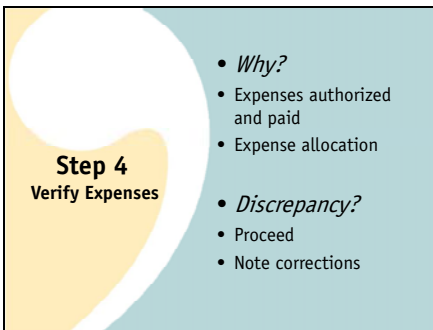 Step 4
Verify Expenses
• Why?
• Expenses authorized
and paid
• Expense allocation
• Discrepancy?
• Proceed
• Note corrections